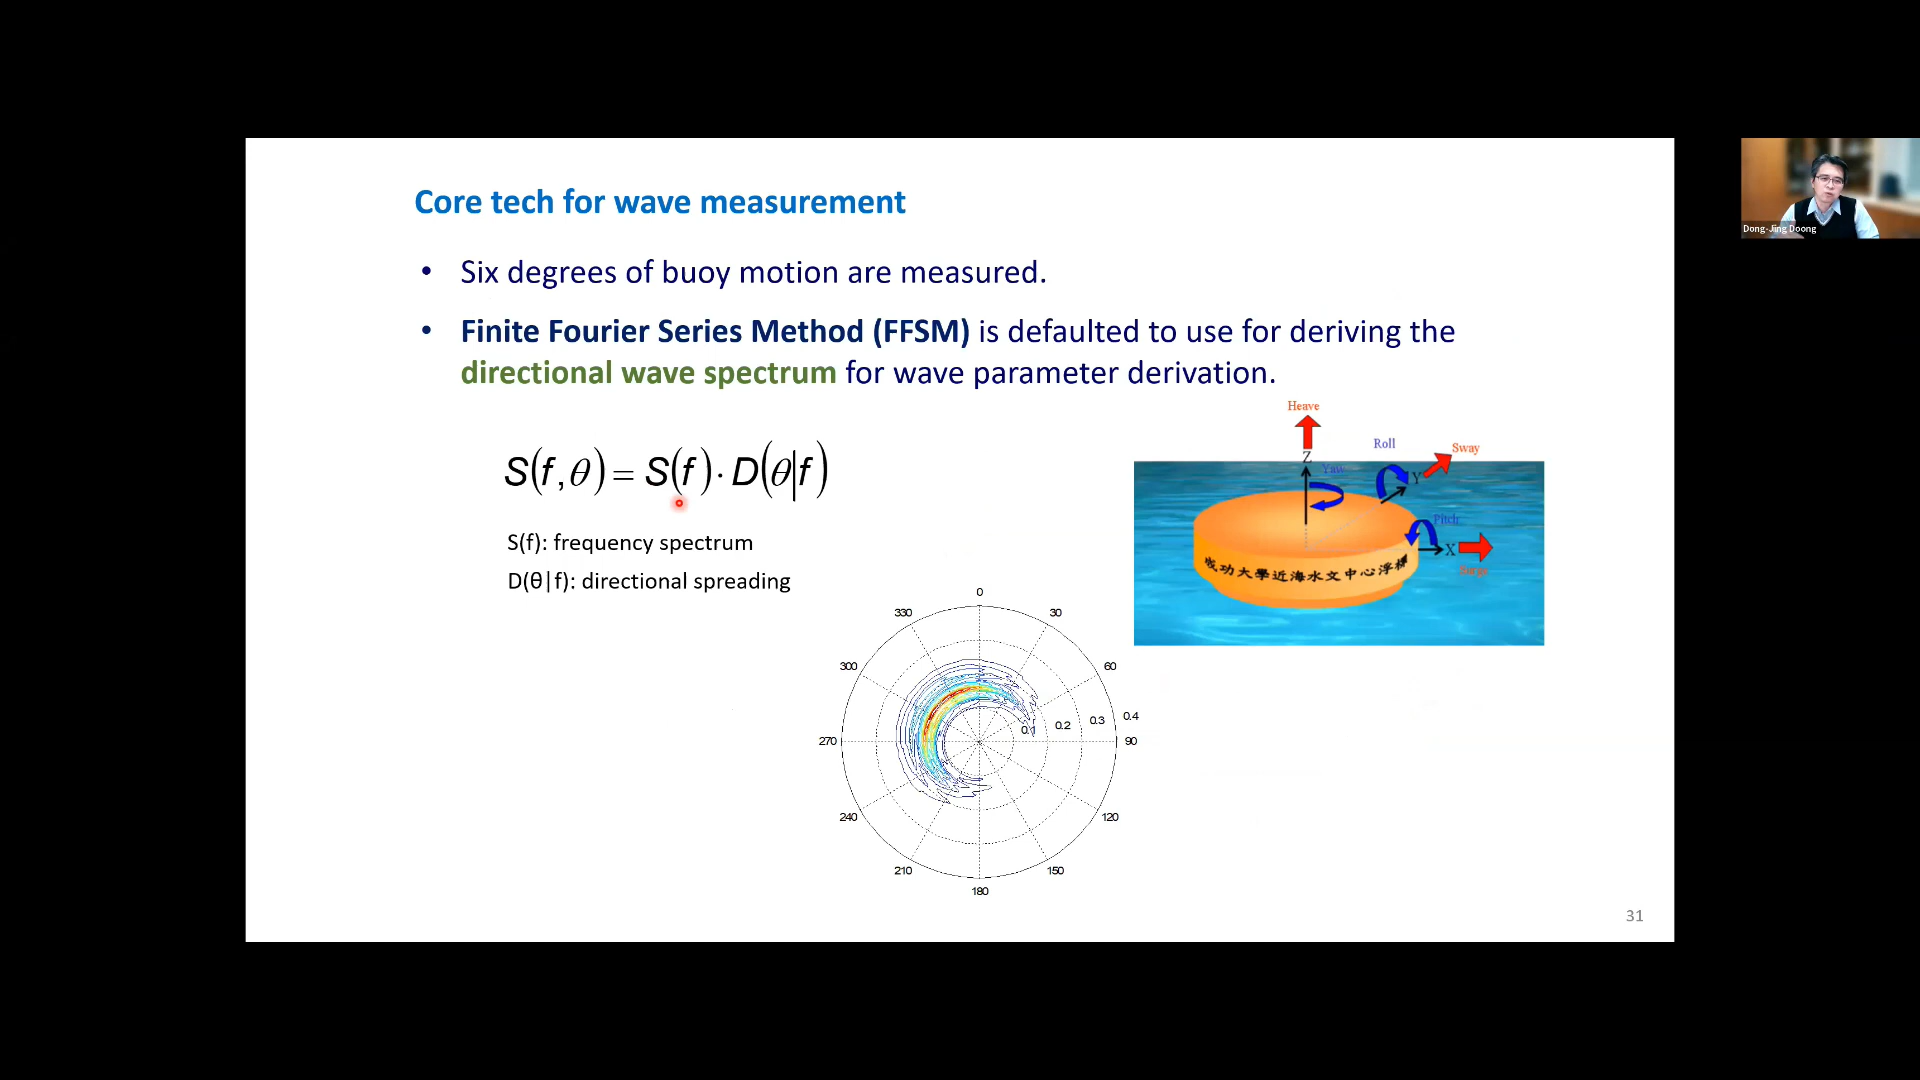 Core tech for wave measurement
Dong-Jing Doong
• Six degrees of buoy motion are measured.
• Finite Fourier Series Method (FFSM) is defaulted to use for deriving the
directional wave spectrum for wave parameter derivation.
S(f,θ) = S(f)·D(θ|f)
S(f): frequency spectrum
D(θ|f): directional spreading
Heave
Roll
Sway
Z
Yaw
Y
Pitch
X
Surge
成功大學近海水文中心浮標
0
330
30
300
60
0.1
0.2
0.3
0.4
270
90
240
120
210
150
180
31